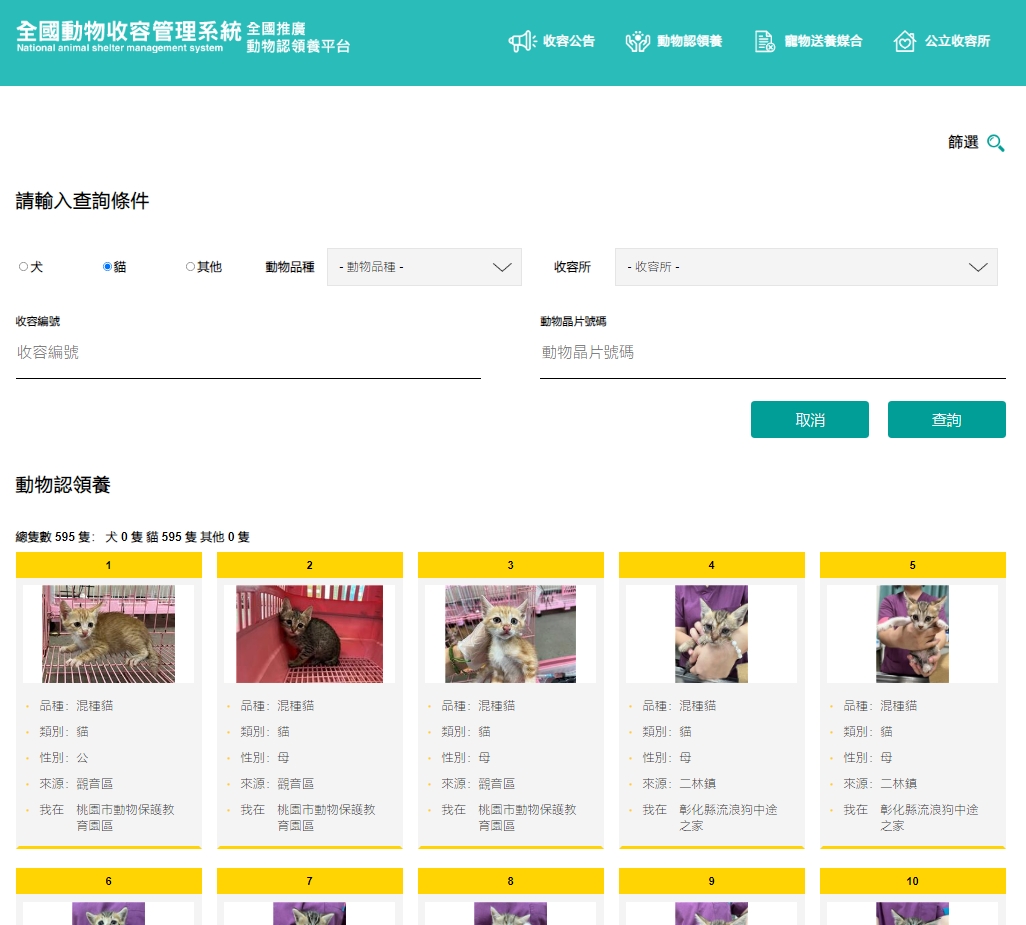 全國動物收容管理系統 全國推廣
National animal shelter management system 動物認領養平台
收容公告 動物認領養 寵物送養媒合 公立收容所
篩選
請輸入查詢條件
犬 貓 其他 動物品種 - 動物品種 - 收容所 - 收容所 -
收容編號 動物晶片號碼
收容編號 動物晶片號碼
取消 查詢
動物認領養
總隻數 595 隻: 犬 0 隻 貓 595 隻 其他 0 隻
1 2 3 4 5
品種: 混種貓 品種: 混種貓 品種: 混種貓 品種: 混種貓 品種: 混種貓
類別: 貓 類別: 貓 類別: 貓 類別: 貓 類別: 貓
性別: 公 性別: 母 性別: 母 性別: 母 性別: 母
來源: 觀音區 來源: 觀音區 來源: 觀音區 來源: 二林鎮 來源: 二林鎮
我在 桃園市動物保護教 我在 桃園市動物保護教 我在 桃園市動物保護教 我在 彰化縣流浪狗中途 我在 彰化縣流浪狗中途
育園區 育園區 育園區 之家 之家
6 7 8 9 10